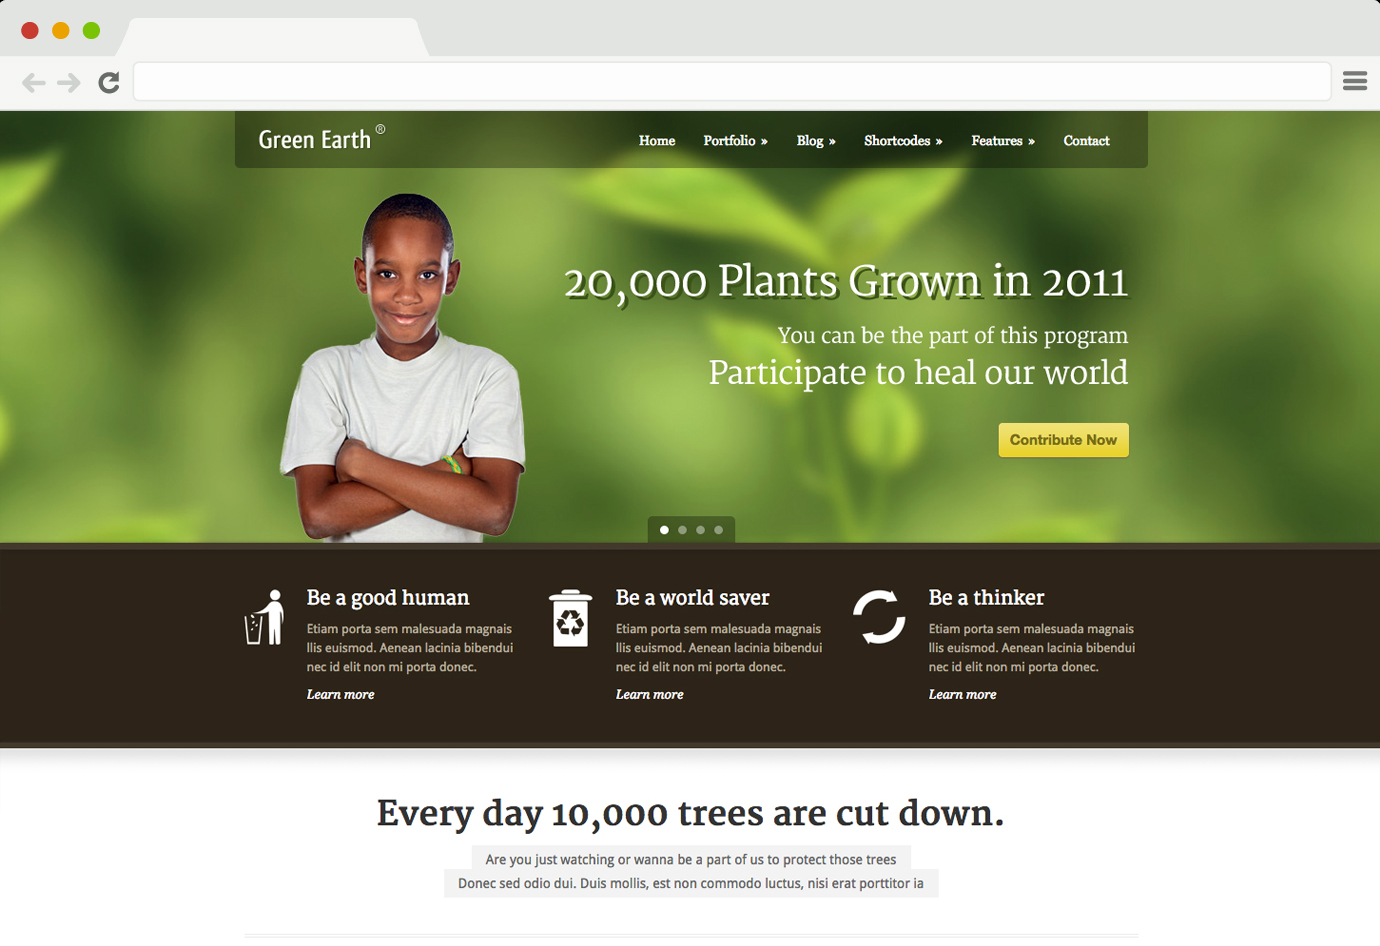 Green Earth ®
Home Portfolio » Blog » Shortcodes » Features » Contact
20,000 Plants Grown in 2011
You can be the part of this program
Participate to heal our world
Contribute Now
Be a good human
Etiam porta sem malesuada magnais
llis euismod. Aenean lacinia bibendui
nec id elit non mi porta donec.
Learn more
Be a world saver
Etiam porta sem malesuada magnais
llis euismod. Aenean lacinia bibendui
nec id elit non mi porta donec.
Learn more
Be a thinker
Etiam porta sem malesuada magnais
llis euismod. Aenean lacinia bibendui
nec id elit non mi porta donec.
Learn more
Every day 10,000 trees are cut down.
Are you just watching or wanna be a part of us to protect those trees
Donec sed odio dui. Duis mollis, est non commodo luctus, nisi erat porttitor ia